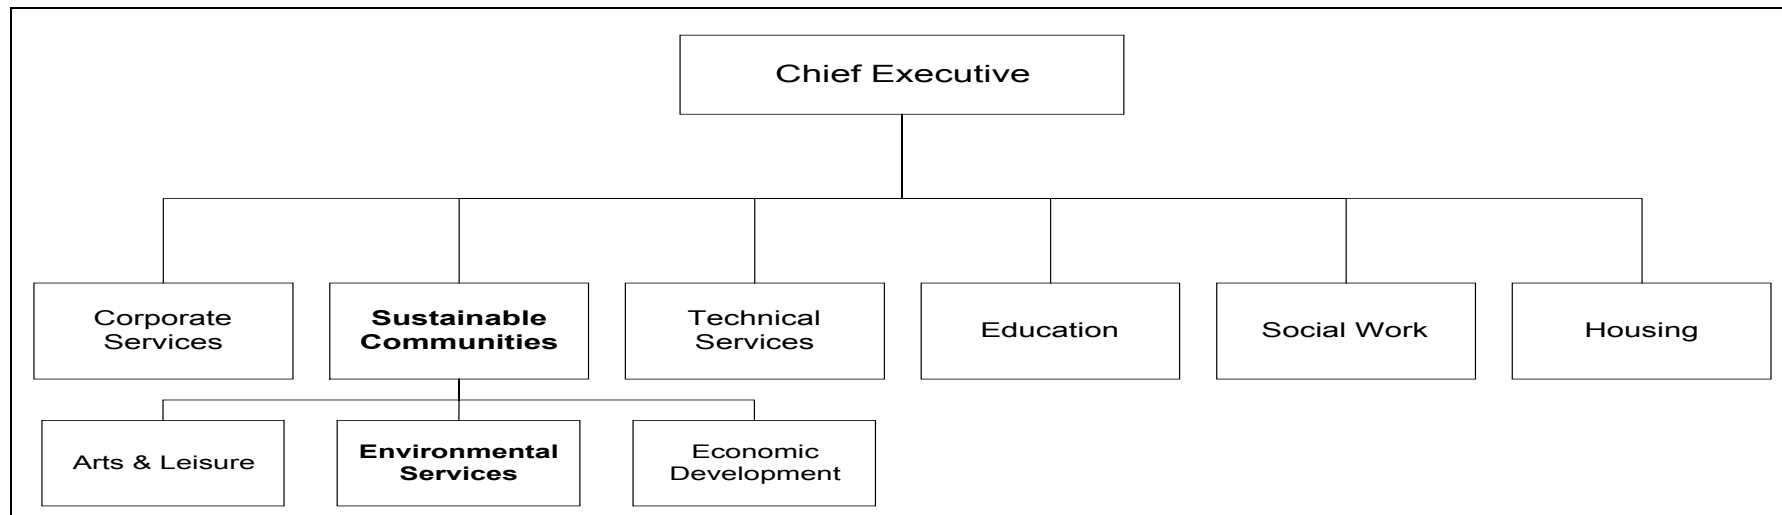 Chief Executive
Corporate
Services
Sustainable
Communities
Technical
Services
Education
Social Work
Housing
Arts & Leisure
Environmental
Services
Economic
Development